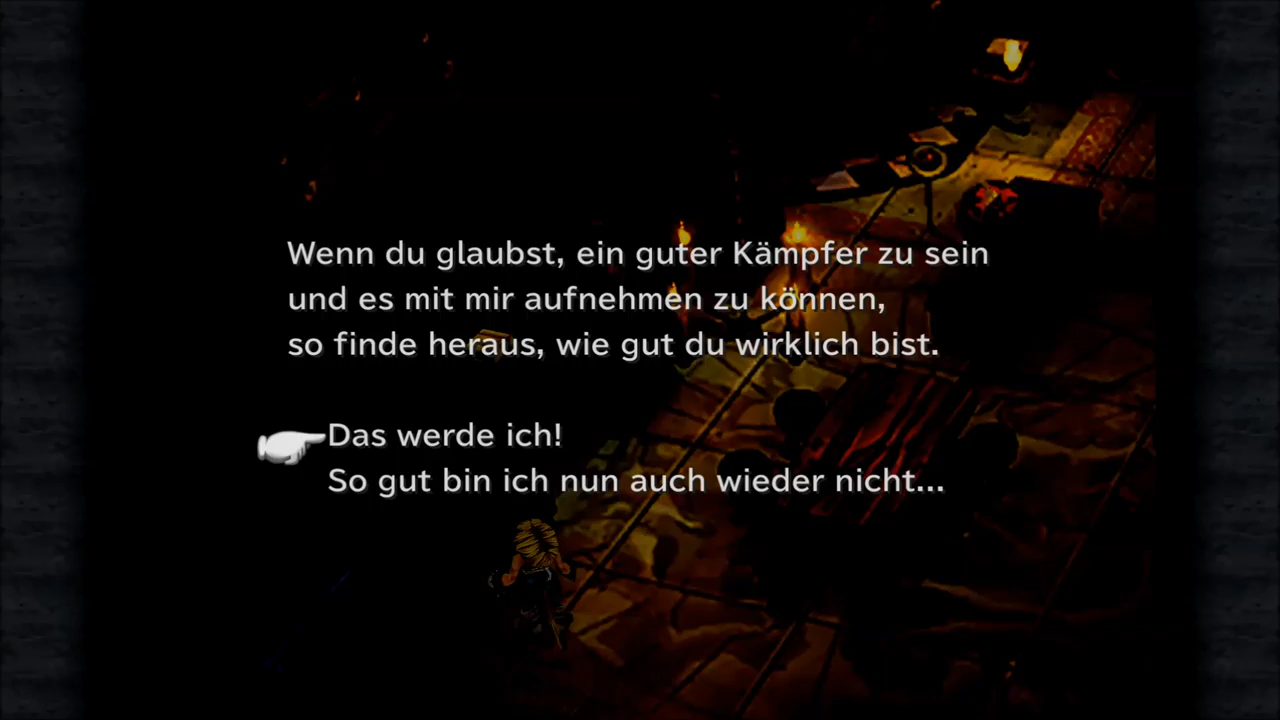 Wenn du glaubst, ein guter Kämpfer zu sein
und es mit mir aufnehmen zu können,
so finde heraus, wie gut du wirklich bist.
Das werde ich!
So gut bin ich nun auch wieder nicht...